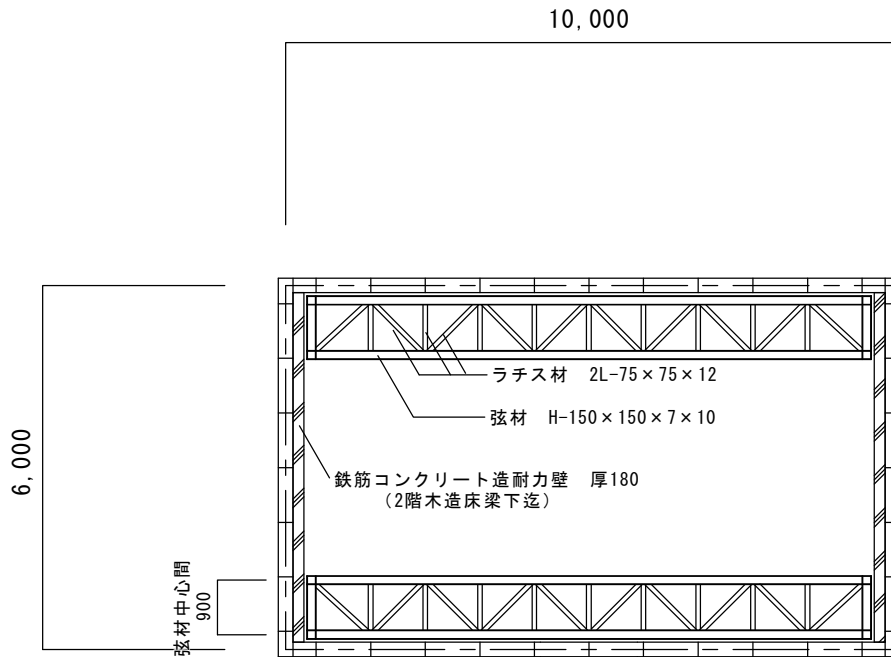 10,000
ラチス材 2L-75×75×12
弦材 H-150×150×7×10
6,000
鉄筋コンクリート造耐力壁 厚180
(2階木造床梁下迄)
弦材中心間
900